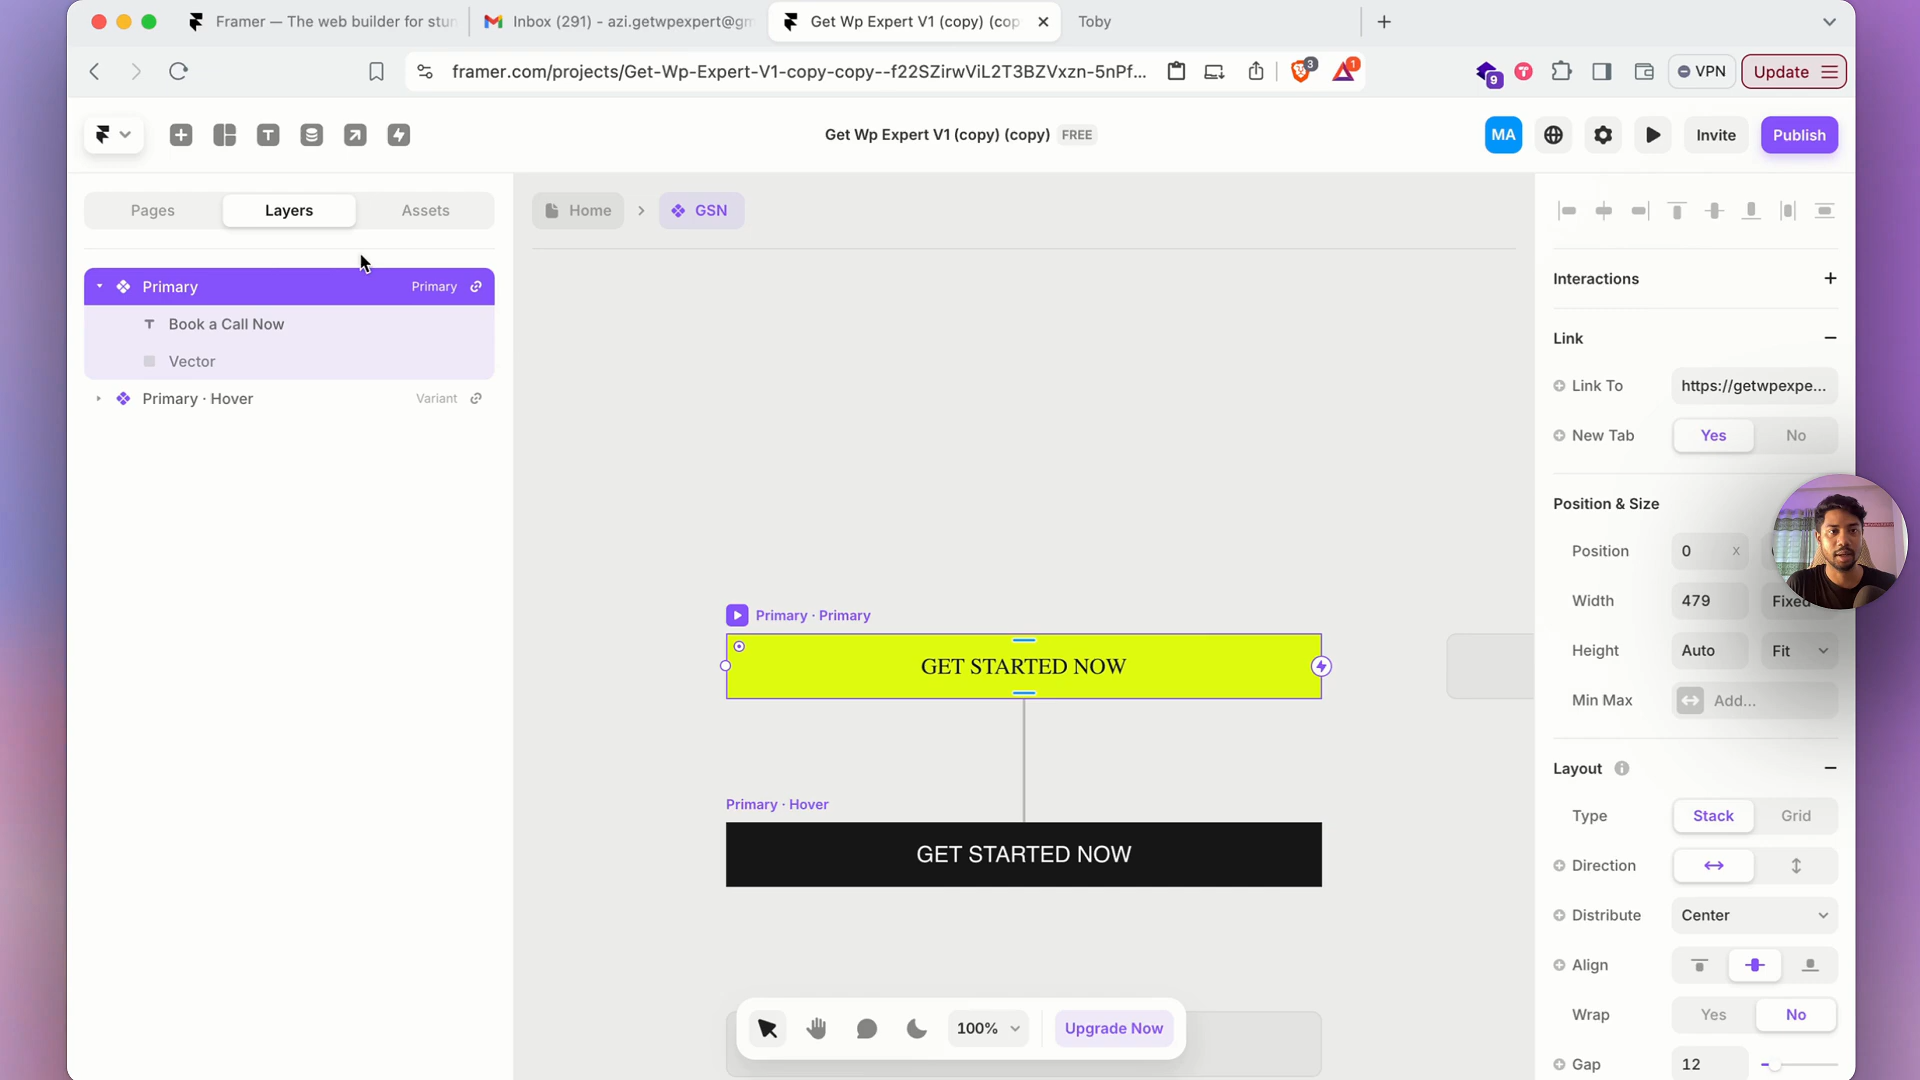 Framer — The web builder for stun
Inbox (291) - azi.getwpexpert@gm
Get Wp Expert V1 (copy) (cop
Toby
framer.com/projects/Get-Wp-Expert-V1-copy-copy--f22SZirwViL2T3BZVxzn-5nPf...
3
1
9
VPN
Update
Get Wp Expert V1 (copy) (copy)
FREE
MA
Invite
Publish
Pages
Layers
Assets
Home
GSN
Primary
Primary
Book a Call Now
Vector
Primary · Hover
Variant
Primary · Primary
GET STARTED NOW
Primary · Hover
GET STARTED NOW
100%
Upgrade Now
Interactions
Link
Link To
https://getwpexpe...
New Tab
Yes
No
Position & Size
Position
0
X
Width
479
Fixed
Height
Auto
Fit
Min Max
Add...
Layout
Type
Stack
Grid
Direction
Distribute
Center
Align
Wrap
Yes
No
Gap
12